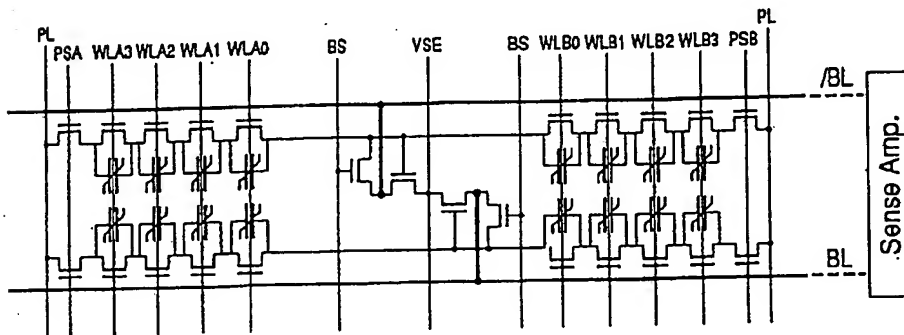 PL PL
PSA WLA3 WLA2 WLA1 WLA0 BS VSE BS WLB0 WLB1 WLB2 WLB3 PSB
/BL
Sense Amp.
BL